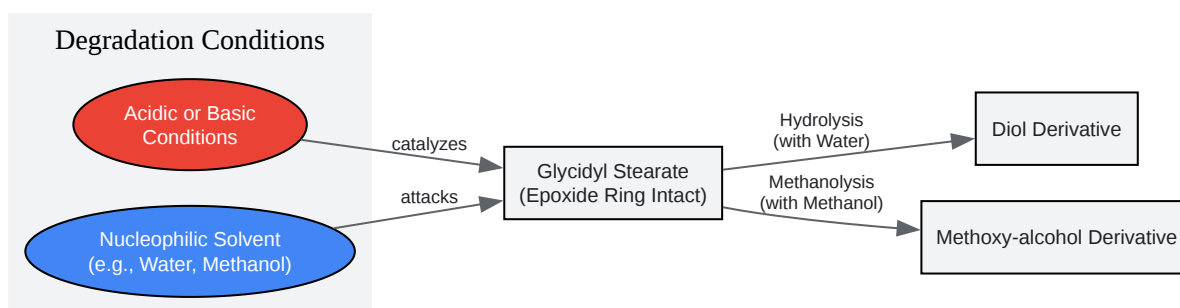 Degradation Conditions
Acidic or Basic
Conditions
catalyzes
Nucleophilic Solvent
(e.g., Water, Methanol)
attacks
Glycidyl Stearate
(Epoxide Ring Intact)
Hydrolysis
(with Water)
Diol Derivative
Methanolysis
(with Methanol)
Methoxy-alcohol Derivative